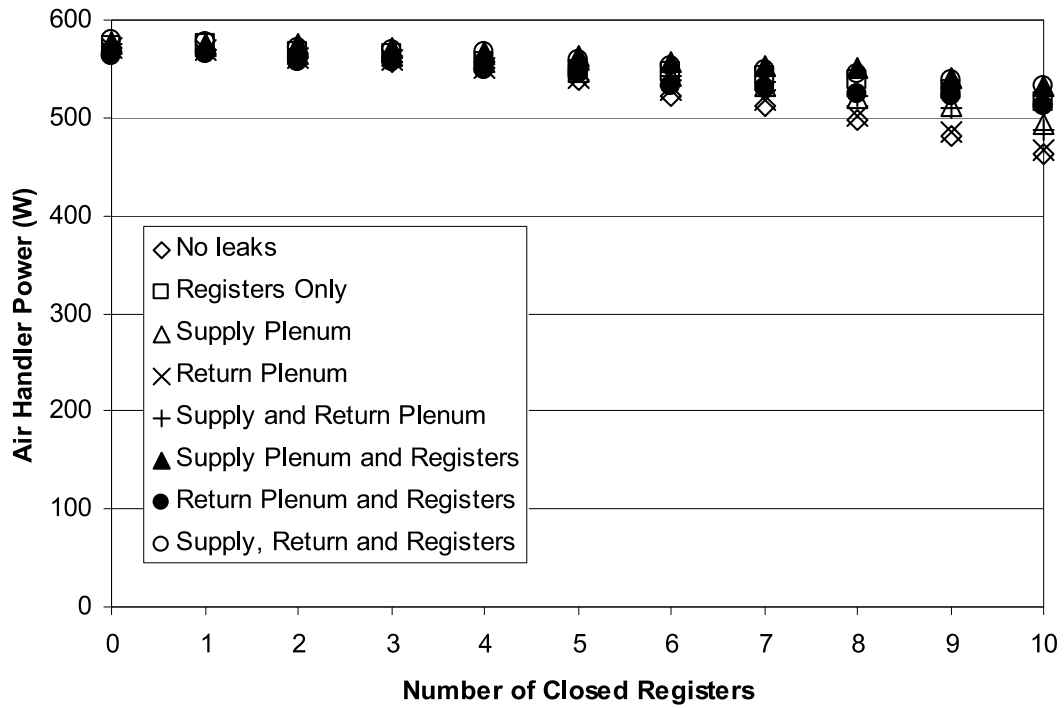 600
500
400
300
200
100
0
Air Handler Power (W)
No leaks
Registers Only
Supply Plenum
Return Plenum
Supply and Return Plenum
Supply Plenum and Registers
Return Plenum and Registers
Supply, Return and Registers
0 1 2 3 4 5 6 7 8 9 10
Number of Closed Registers